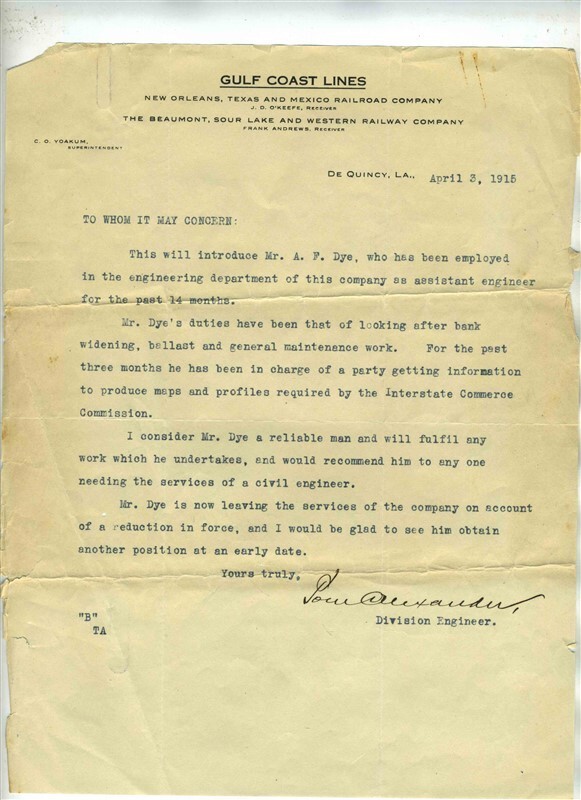 GULF COAST LINES
NEW ORLEANS, TEXAS AND MEXICO RAILROAD COMPANY
J. D. O'KEEFE, RECEIVER
THE BEAUMONT, SOUR LAKE AND WESTERN RAILWAY COMPANY
FRANK ANDREWS, RECEIVER
C. O. YOAKUM,
SUPERINTENDENT
DE QUINCY, LA., April 3, 1915
TO WHOM IT MAY CONCERN:
This will introduce Mr. A. F. Dye, who has been employed
in the engineering department of this company as assistant engineer
for the past 14 months.
Mr. Dye's duties have been that of looking after bank
widening, ballast and general maintenance work. For the past
three months he has been in charge of a party getting information
to produce maps and profiles required by the Interstate Commerce
Commission.
I consider Mr. Dye a reliable man and will fulfil any
work which he undertakes, and would recommend him to any one
needing the services of a civil engineer.
Mr. Dye is now leaving the services of the company on account
of a reduction in force, and I would be glad to see him obtain
another position at an early date.
Yours truly,
Tom Alexander,
Division Engineer.
"B"
TA